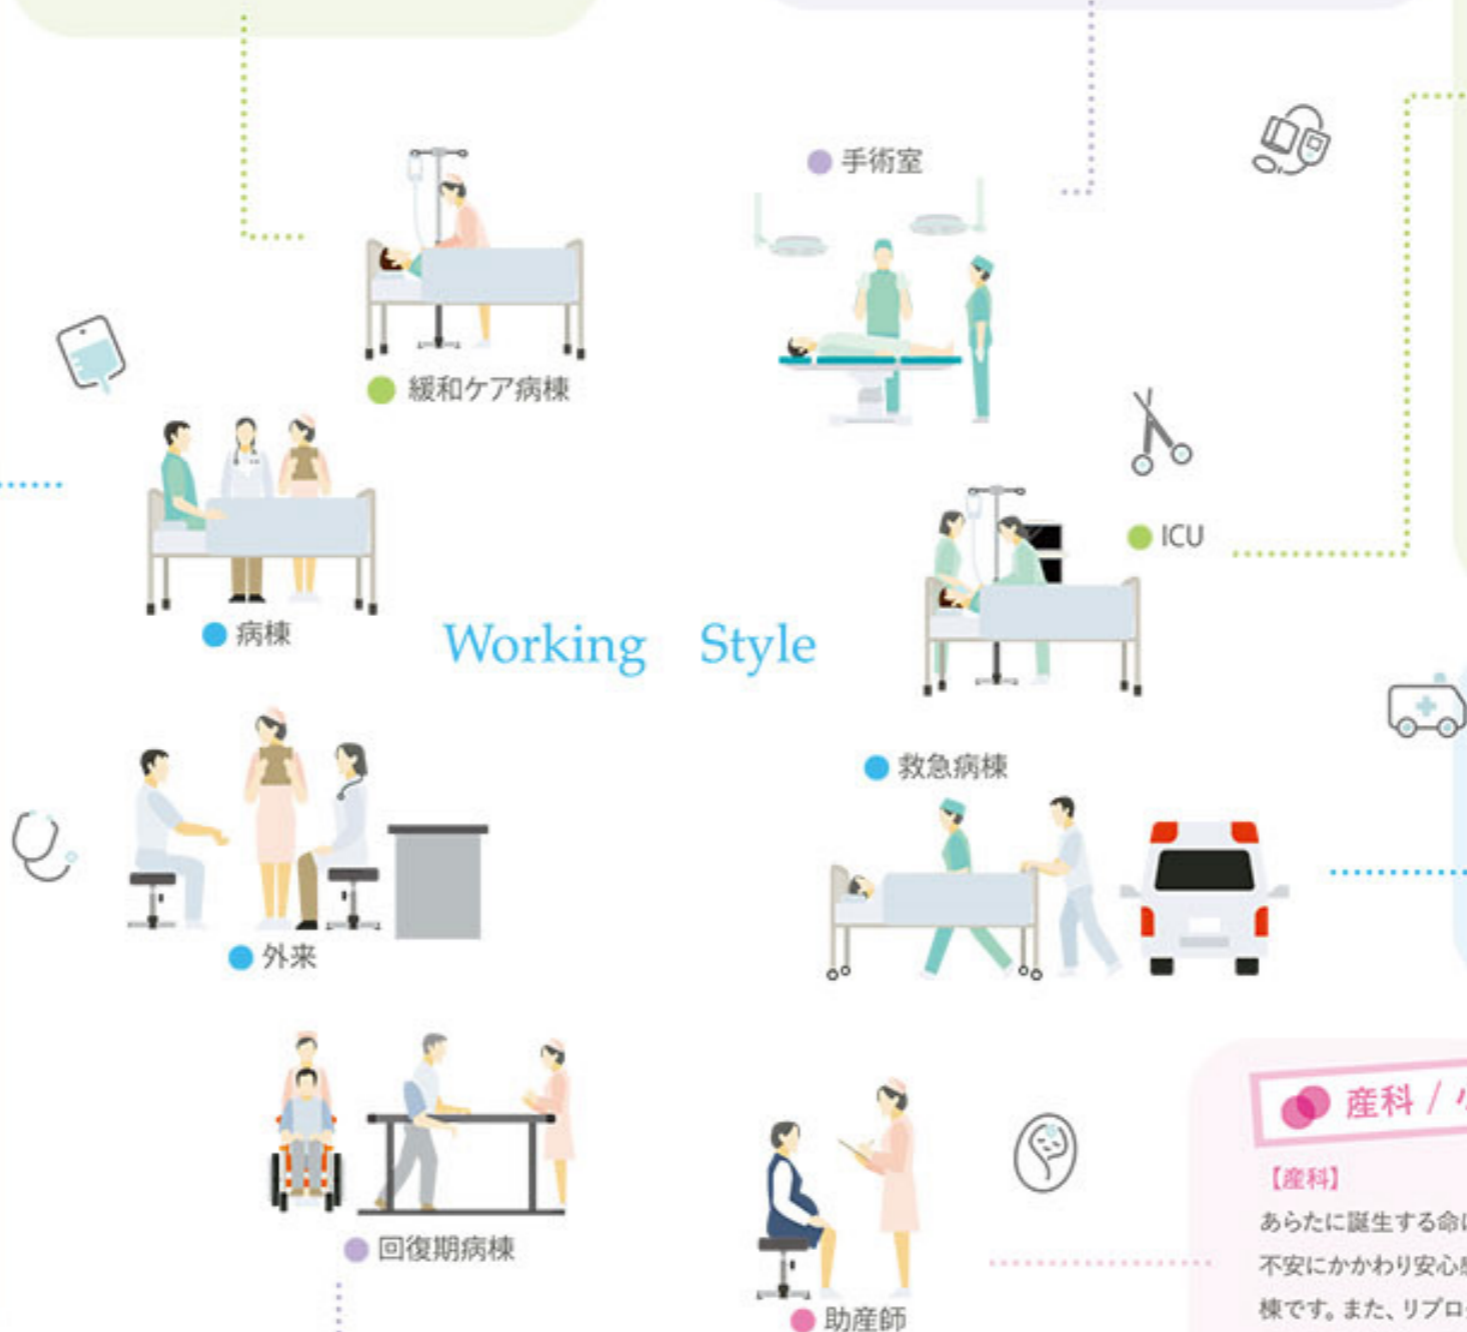 手術室
緩和ケア病棟
ICU
病棟
Working Style
救急病棟
外来
産科 /
【産科】
あらたに誕生する命
不安にかかわり安心
棟です。また、リプロ
回復期病棟
助産師